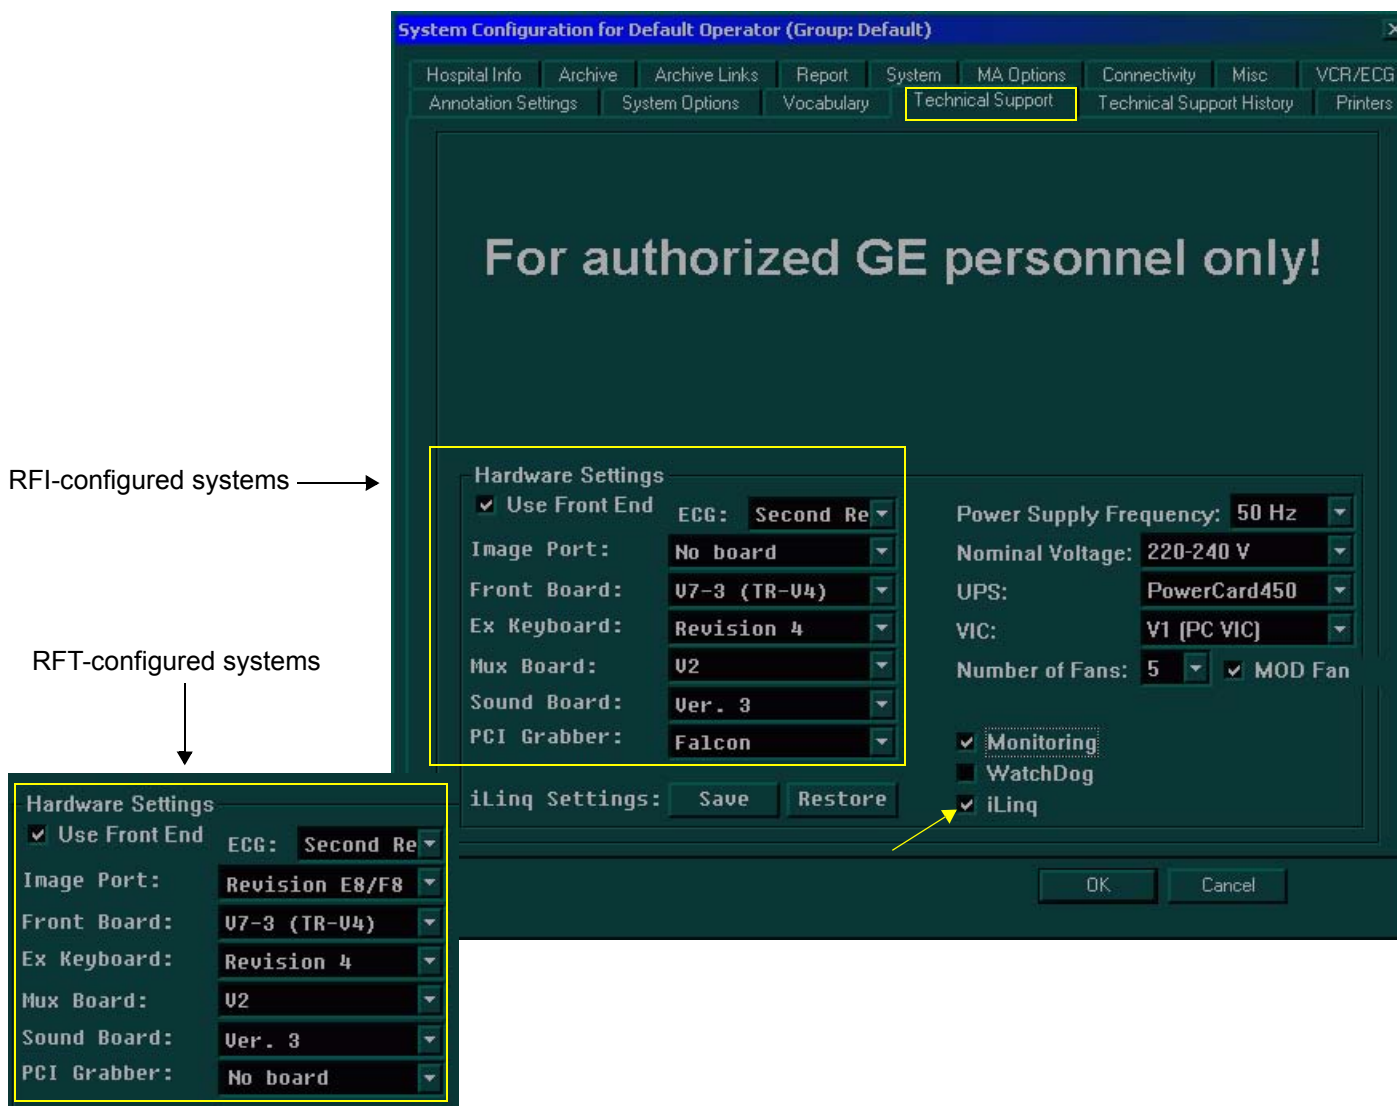 System Configuration for Default Operator (Group: Default)
Hospital Info Archive Archive Links Report System MA Options Connectivity Misc VCR/ECG
Annotation Settings System Options Vocabulary Technical Support Technical Support History Printers
For authorized GE personnel only!
RFI-configured systems
Hardware Settings
Use Front End ECG: Second Re
Image Port: No board
Front Board: V7-3 (TR-V4)
Ex Keyboard: Revision 4
Mux Board: V2
Sound Board: Ver. 3
PCI Grabber: Falcon
iLinq Settings: Save Restore
Power Supply Frequency: 50 Hz
Nominal Voltage: 220-240 V
UPS: PowerCard450
VIC: V1 (PC VIC)
Number of Fans: 5 MOD Fan
Monitoring
WatchDog
iLinq
OK Cancel
RFT-configured systems
Hardware Settings
Use Front End ECG: Second Re
Image Port: Revision E8/F8
Front Board: V7-3 (TR-V4)
Ex Keyboard: Revision 4
Mux Board: V2
Sound Board: Ver. 3
PCI Grabber: No board